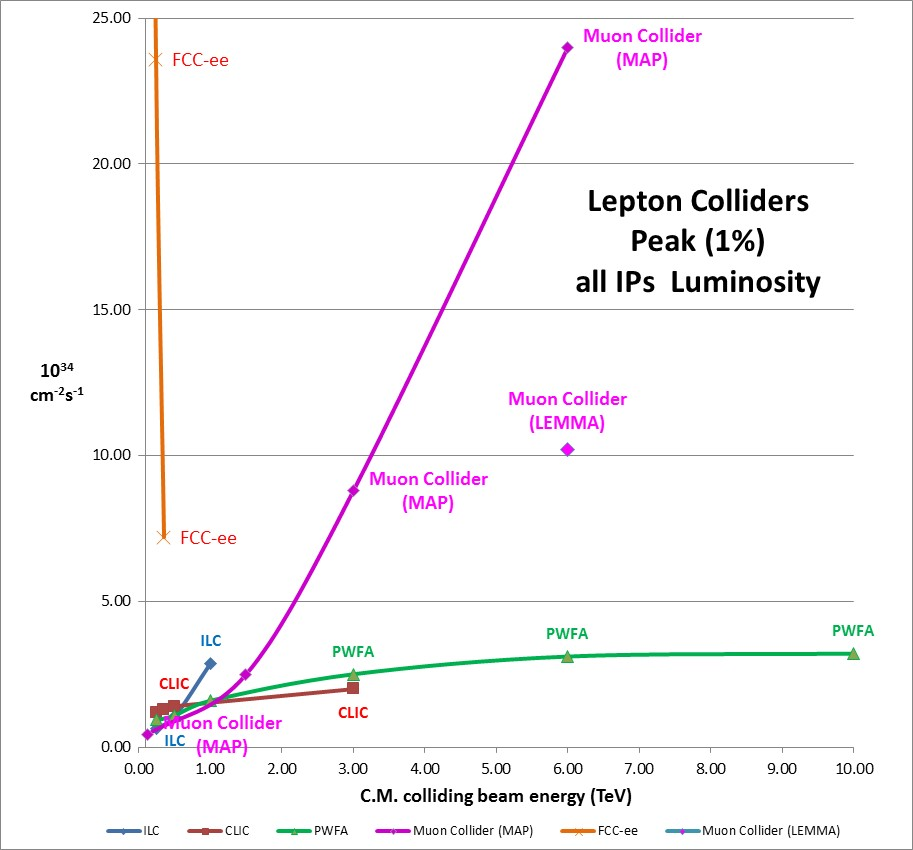 25.00
Muon Collider
(MAP)
FCC-ee
20.00
Lepton Colliders
Peak (1%)
all IPs Luminosity
15.00
10³⁴
cm⁻²s⁻¹
Muon Collider
(LEMMA)
10.00
Muon Collider
(MAP)
FCC-ee
5.00
ILC
PWFA
PWFA
PWFA
CLIC
CLIC
Muon Collider
(MAP)
ILC
0.00
0.00 1.00 2.00 3.00 4.00 5.00 6.00 7.00 8.00 9.00 10.00
C.M. colliding beam energy (TeV)
ILC CLIC PWFA Muon Collider (MAP) FCC-ee Muon Collider (LEMMA)